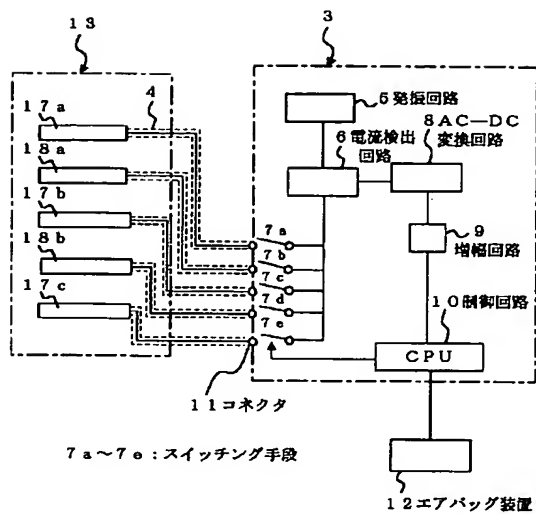 13
3
17a
4
18a
17b
18b
17c
5発振回路
6電流検出
回路
8AC—DC
変換回路
9
増幅回路
7a
7b
7c
7d
7e
10制御回路
CPU
11コネクタ
7a～7e：スイッチング手段
12エアバッグ装置